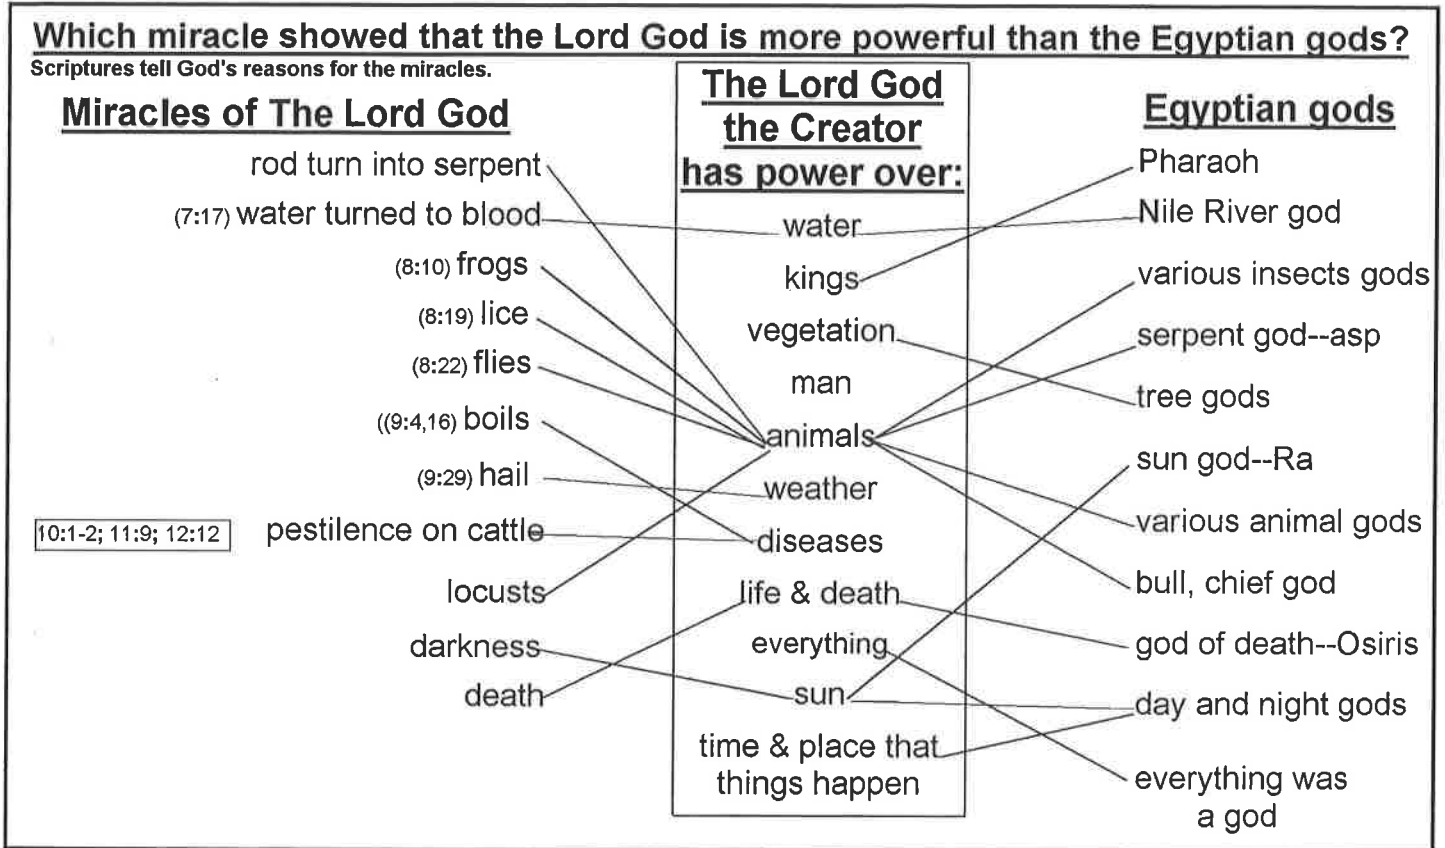 Which miracle showed that the Lord God is more powerful than the Egyptian gods?
Scriptures tell God's reasons for the miracles.
Miracles of The Lord God
rod turn into serpent
(7:17) water turned to blood
(8:10) frogs
(8:19) lice
(8:22) flies
((9:4,16) boils
(9:29) hail
10:1-2; 11:9; 12:12
pestilence on cattle
locusts
darkness
death
The Lord God
the Creator
has power over:
water
kings
vegetation
man
animals
weather
diseases
life & death
everything
sun
time & place that
things happen
Egyptian gods
Pharaoh
Nile River god
various insects gods
serpent god--asp
tree gods
sun god--Ra
various animal gods
bull, chief god
god of death--Osiris
day and night gods
everything was
a god